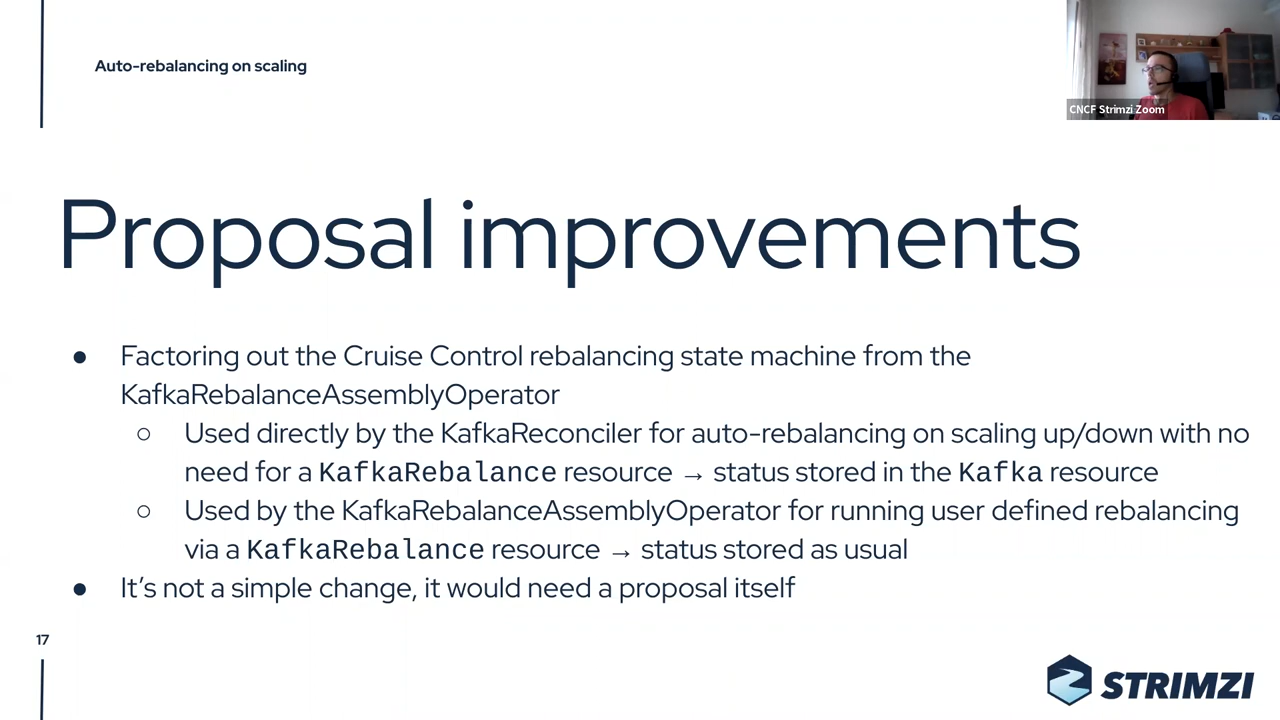 Auto-rebalancing on scaling
CNCF Strimzi Zoom
Proposal improvements
● Factoring out the Cruise Control rebalancing state machine from the
KafkaRebalanceAssemblyOperator
○ Used directly by the KafkaReconciler for auto-rebalancing on scaling up/down with no
need for a KafkaRebalance resource → status stored in the Kafka resource
○ Used by the KafkaRebalanceAssemblyOperator for running user defined rebalancing
via a KafkaRebalance resource → status stored as usual
● It’s not a simple change, it would need a proposal itself
17
STRIMZI